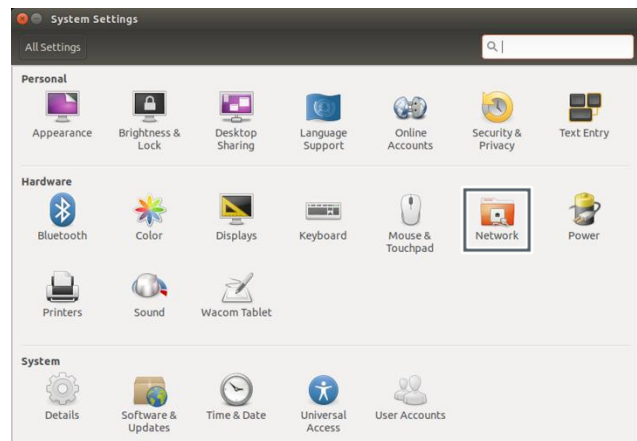 System Settings
All Settings
Personal
Appearance
Brightness &
Lock
Desktop
Sharing
Language
Support
Online
Accounts
Security &
Privacy
Text Entry
Hardware
Bluetooth
Color
Displays
Keyboard
Mouse &
Touchpad
Network
Power
Printers
Sound
Wacom Tablet
System
Details
Software &
Updates
Time & Date
Universal
Access
User Accounts